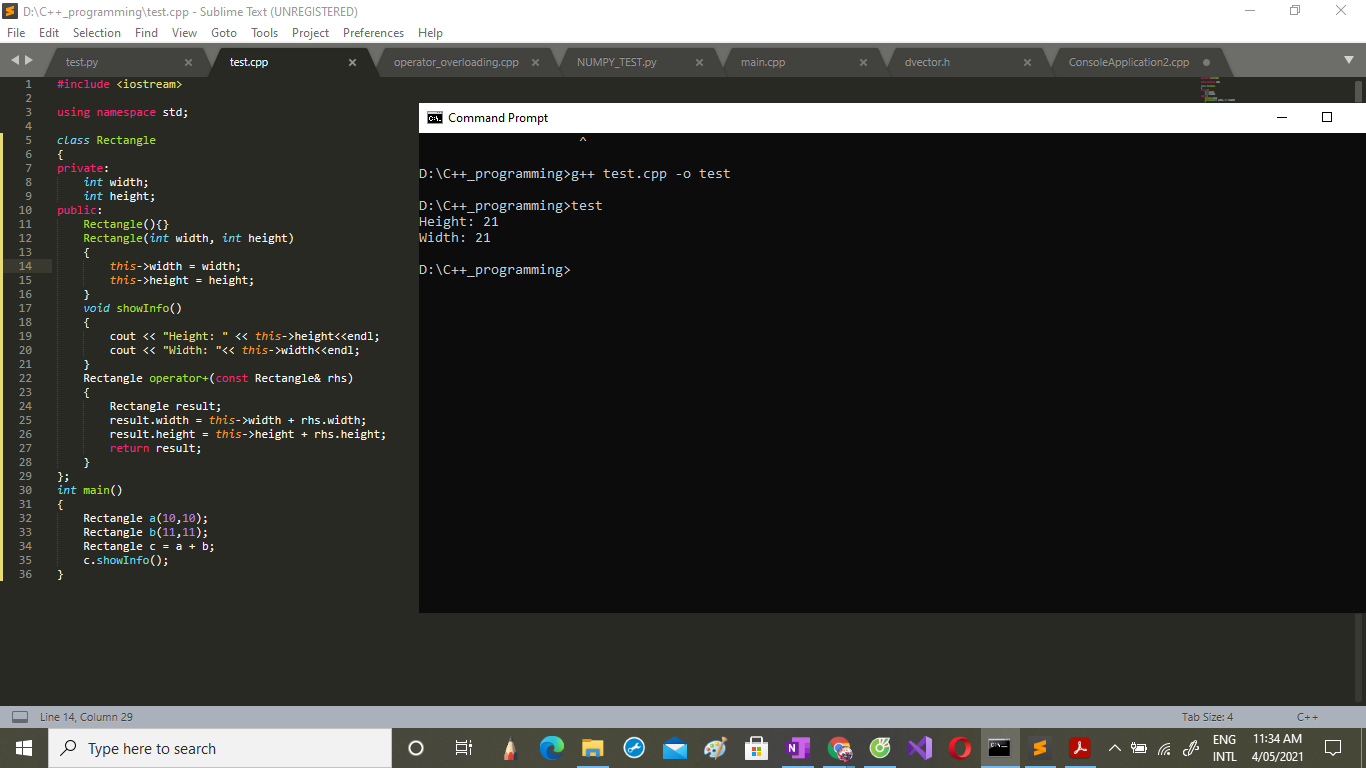 D:\C++_programming\test.cpp - Sublime Text (UNREGISTERED)
File Edit Selection Find View Goto Tools Project Preferences Help
test.py test.cpp operator_overloading.cpp NUMPY_TEST.py main.cpp dvector.h ConsoleApplication2.cpp
1 #include <iostream>
2
3 using namespace std;
4
5 class Rectangle
6 {
7 private:
8     int width;
9     int height;
10 public:
11     Rectangle(){}
12     Rectangle(int width, int height)
13     {
14         this->width = width;
15         this->height = height;
16     }
17     void showInfo()
18     {
19         cout << "Height: " << this->height<<endl;
20         cout << "Width: "<< this->width<<endl;
21     }
22     Rectangle operator+(const Rectangle& rhs)
23     {
24         Rectangle result;
25         result.width = this->width + rhs.width;
26         result.height = this->height + rhs.height;
27         return result;
28     }
29 };
30 int main()
31 {
32     Rectangle a(10,10);
33     Rectangle b(11,11);
34     Rectangle c = a + b;
35     c.showInfo();
36 }
Command Prompt
^
D:\C++_programming>g++ test.cpp -o test
D:\C++_programming>test
Height: 21
Width: 21
D:\C++_programming>
Line 14, Column 29 Tab Size: 4 C++
Type here to search
ENG
INTL
11:34 AM
4/05/2021